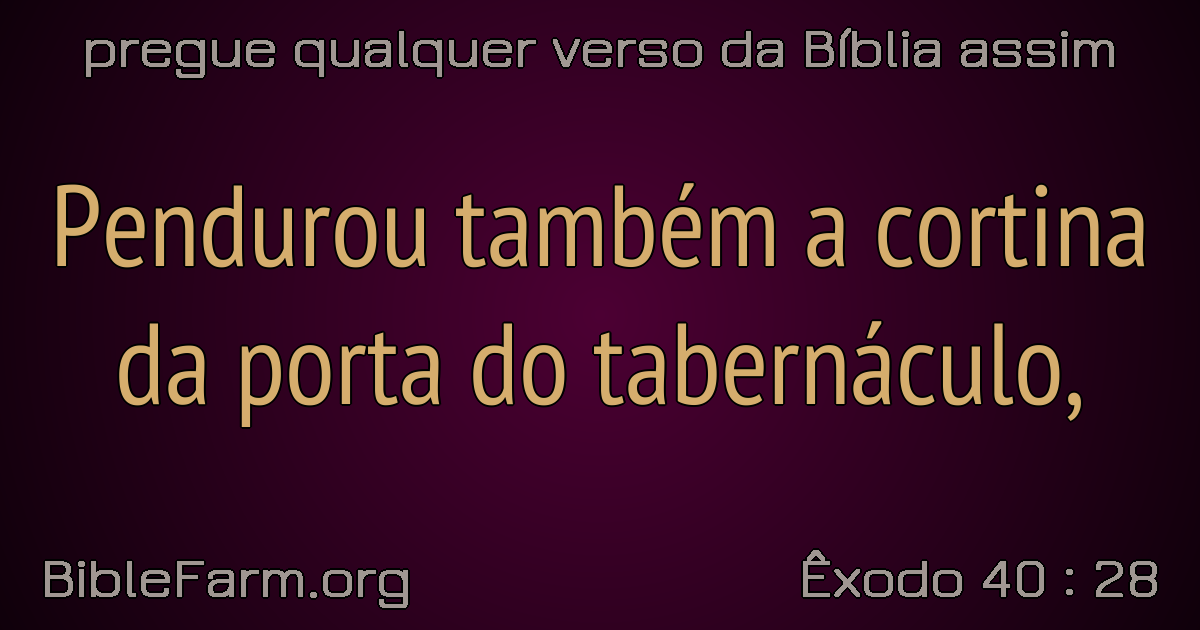 pregue qualquer verso da Bíblia assim
Pendurou também a cortina
da porta do tabernáculo,
BibleFarm.org
Êxodo 40 : 28